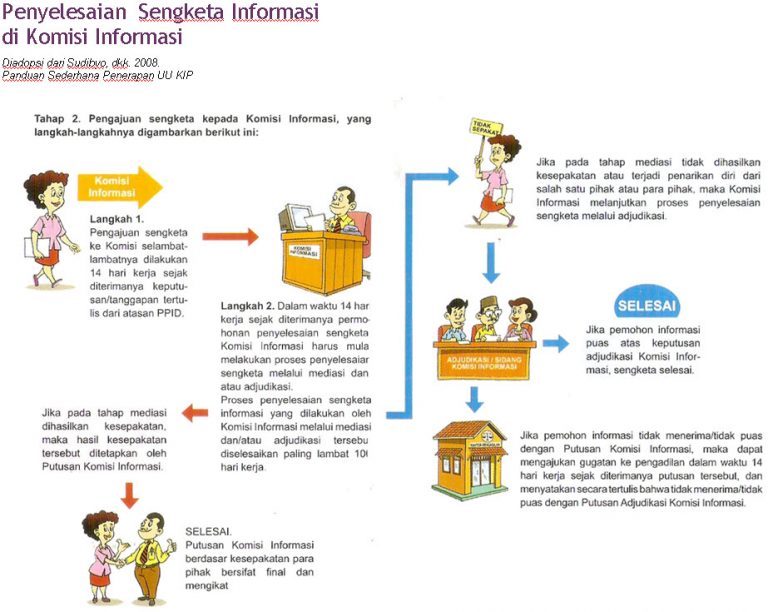 Penyelesaian Sengketa Informasi
di Komisi Informasi
Diadopsi dari Sudibyo, dkk. 2008.
Panduan Sederhana Penerapan UU KIP
Tahap 2. Pengajuan sengketa kepada Komisi Informasi, yang
langkah-langkahnya digambarkan berikut ini:
Komisi
Informasi
Langkah 1.
Pengajuan sengketa
ke Komisi selambat-
lambatnya dilakukan
14 hari kerja sejak
diterimanya keputu-
san/tanggapan tertu-
lis dari atasan PPID.
KOMISI
INFORMASI
Langkah 2. Dalam waktu 14 har
kerja sejak diterimanya permo-
honan penyelesaian sengketa
Komisi Informasi harus mula
melakukan proses penyelesaiar
sengketa melalui mediasi dan
atau adjudikasi.
Proses penyelesaian sengketa
informasi yang dilakukan oleh
Komisi Informasi melalui mediasi
dan/atau adjudikasi tersebu
diselesaikan paling lambat 100
hari kerja.
Jika pada tahap mediasi
dihasilkan kesepakatan,
maka hasil kesepakatan
tersebut ditetapkan oleh
Putusan Komisi Informasi.
SELESAI.
Putusan Komisi Informasi
berdasar kesepakatan para
pihak bersifat final dan
mengikat
TIDAK
SEPAKAT
Jika pada tahap mediasi tidak dihasilkan
kesepakatan atau terjadi penarikan diri dari
salah satu pihak atau para pihak, maka Komisi
Informasi melanjutkan proses penyelesaian
sengketa melalui adjudikasi.
ADJUDIKASI / SIDANG
KOMISI INFORMASI
SELESAI
Jika pemohon informasi
puas atas keputusan
adjudikasi Komisi Infor-
masi, sengketa selesai.
Jika pemohon informasi tidak menerima/tidak puas
dengan Putusan Komisi Informasi, maka dapat
mengajukan gugatan ke pengadilan dalam waktu 14
hari kerja sejak diterimanya putusan tersebut, dan
menyatakan secara tertulis bahwa tidak menerima/tidak
puas dengan Putusan Adjudikasi Komisi Informasi.